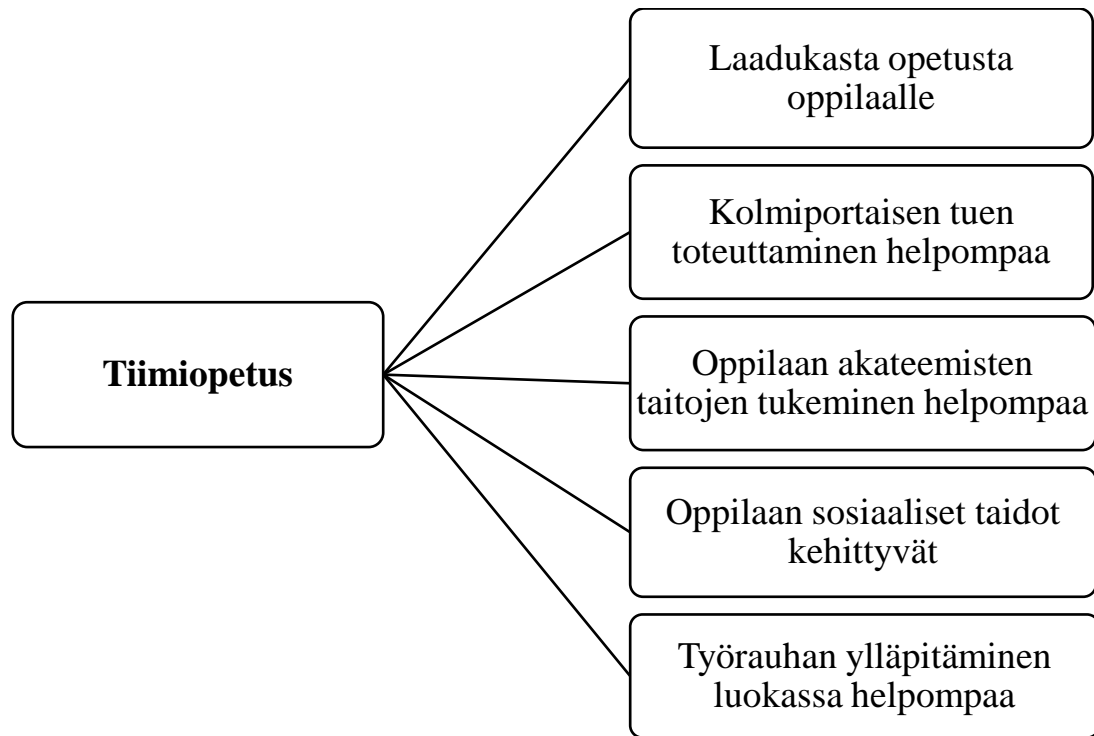 Tiimiopetus
Laadukasta opetusta
oppilaalle
Kolmiportaisen tuen
toteuttaminen helpompaa
Oppilaan akateemisten
taitojen tukeminen helpompaa
Oppilaan sosiaaliset taidot
kehittyvät
Työrauhan ylläpitäminen
luokassa helpompaa